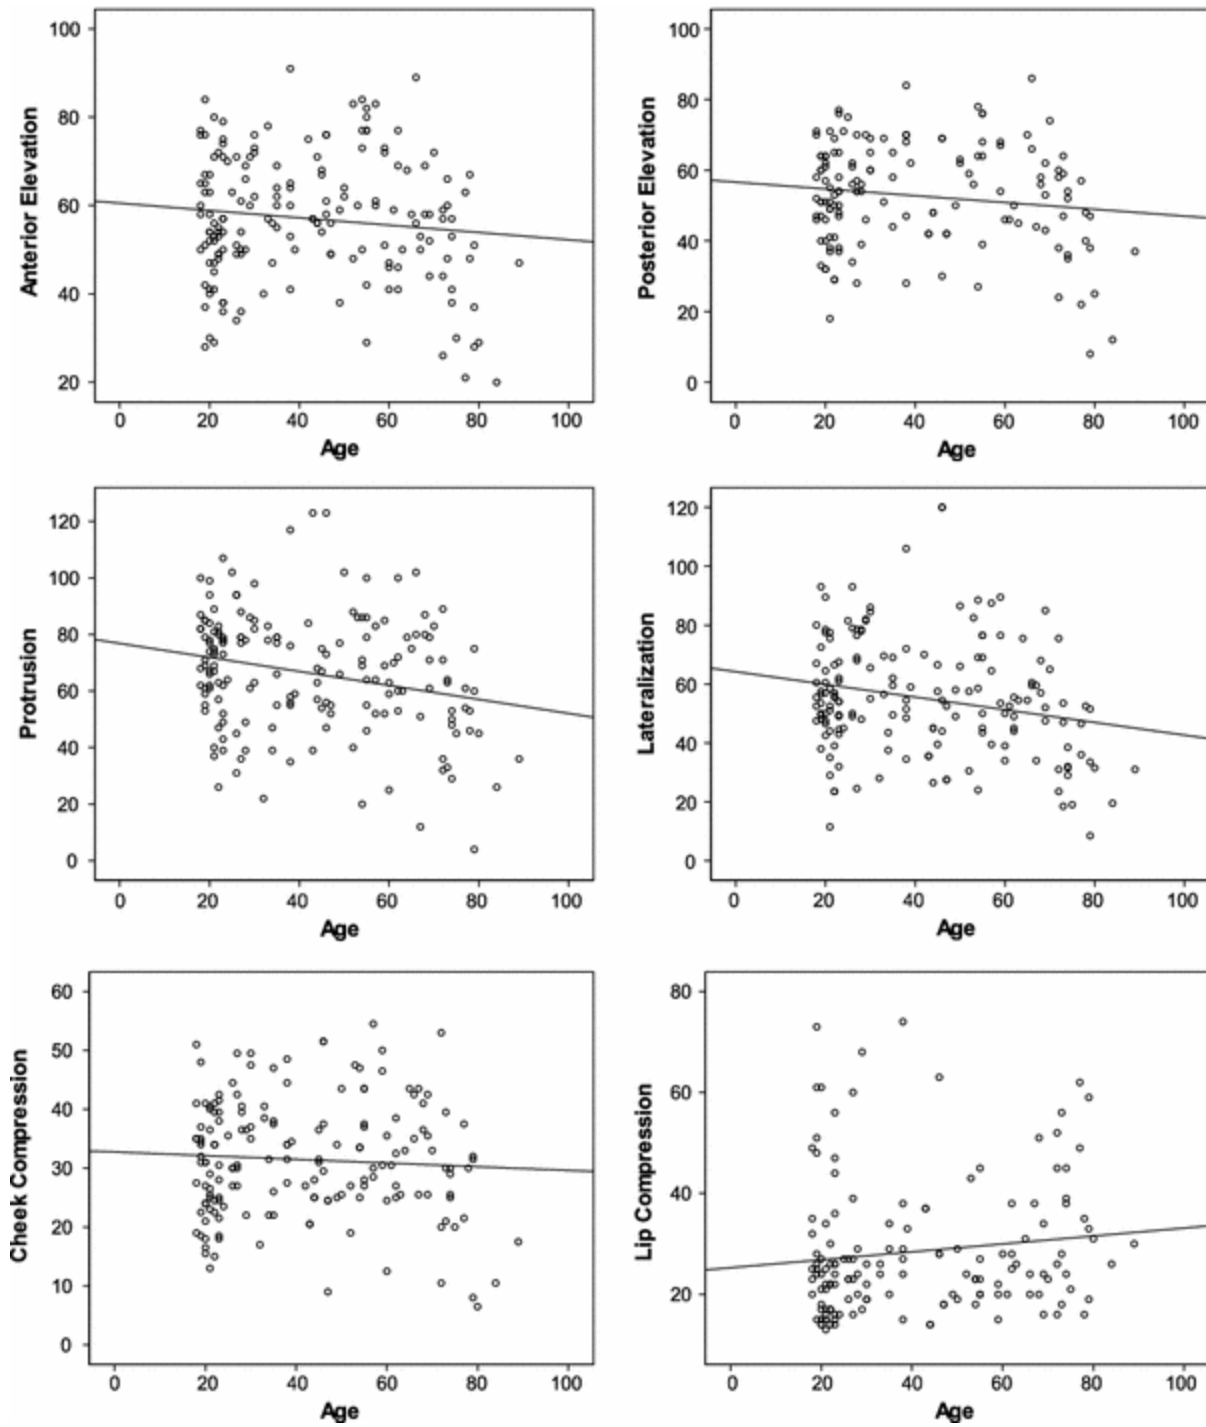 Anterior Elevation
100
80
60
40
20
0 20 40 60 80 100
Age
Posterior Elevation
100
80
60
40
20
0
0 20 40 60 80 100
Age
Protrusion
120
100
80
60
40
20
0
0 20 40 60 80 100
Age
Lateralization
120
100
80
60
40
20
0
0 20 40 60 80 100
Age
Cheek Compression
60
50
40
30
20
10
0
0 20 40 60 80 100
Age
Lip Compression
80
60
40
20
0 20 40 60 80 100
Age